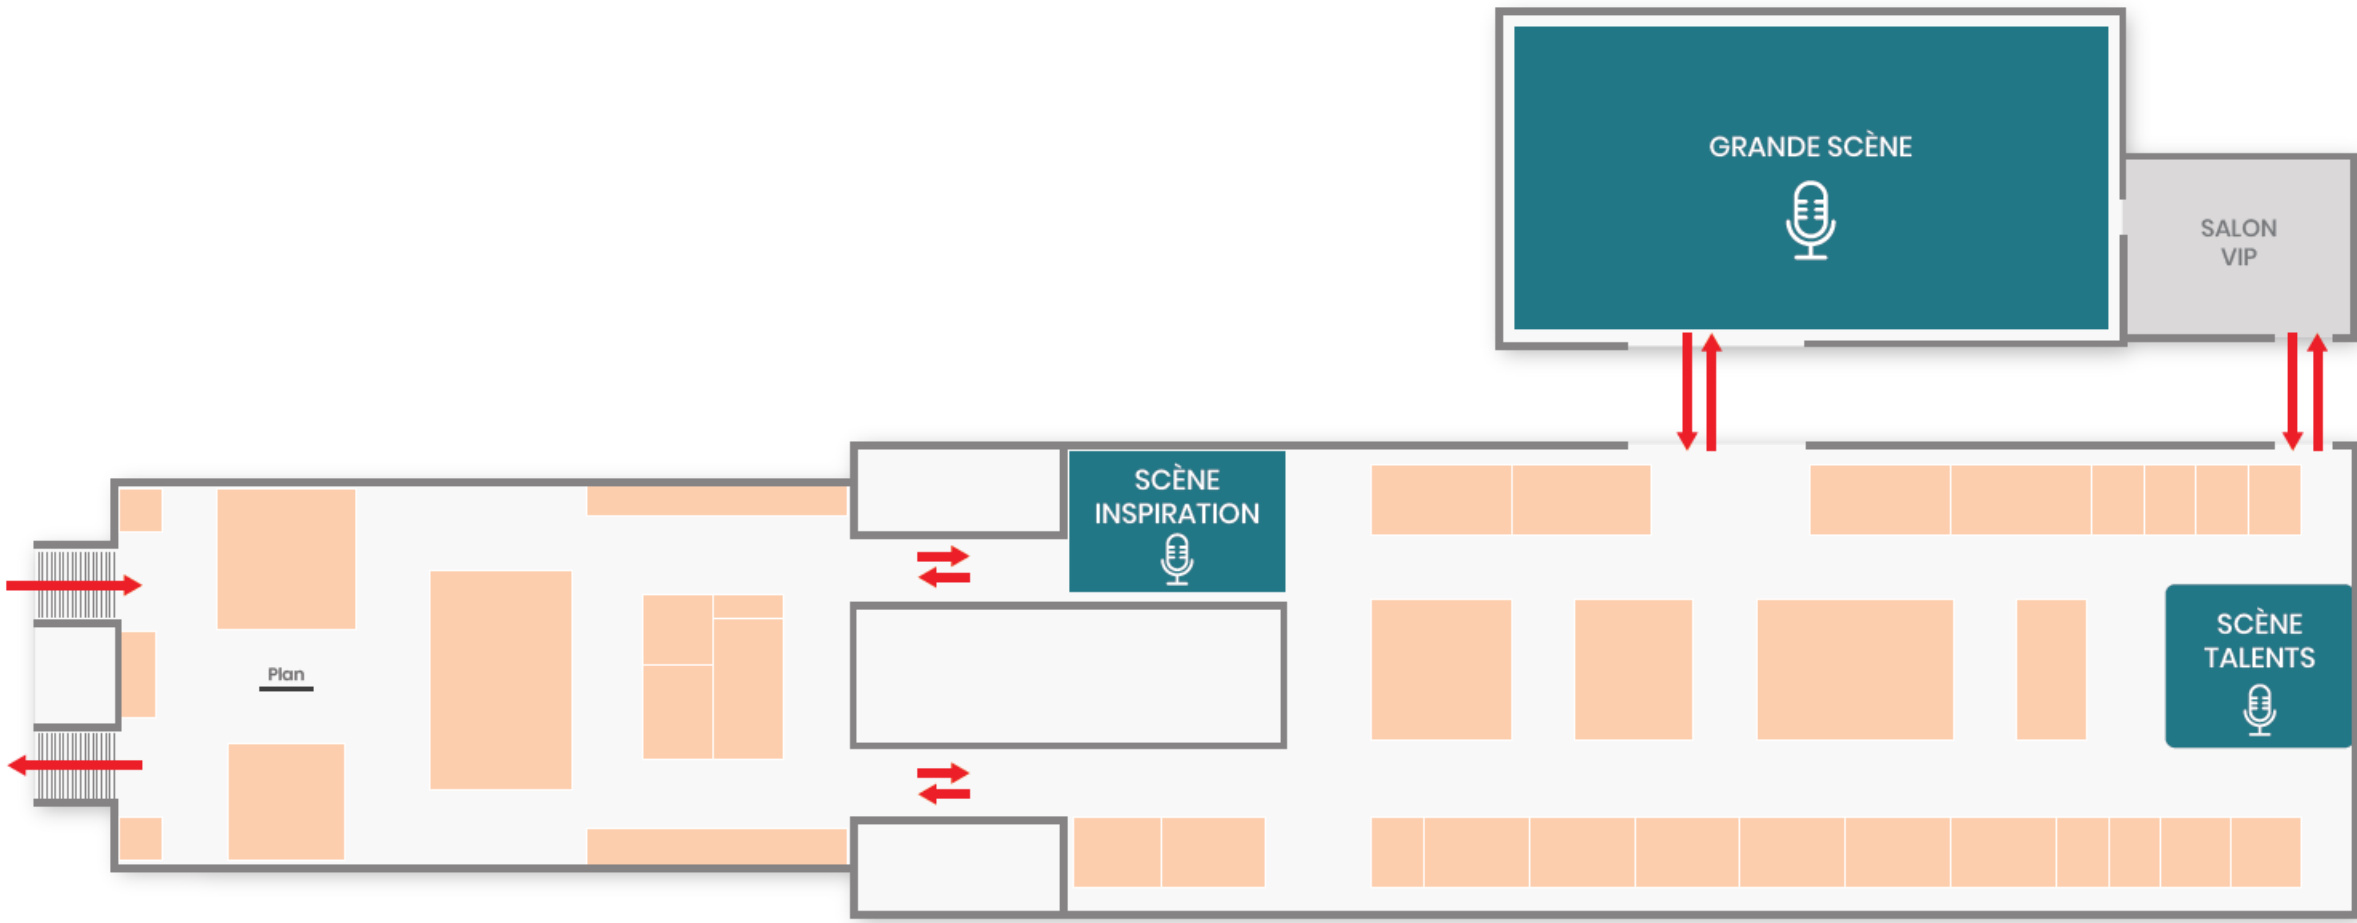 GRANDE SCÈNE
SALON
VIP
SCÈNE
INSPIRATION
SCÈNE
TALENTS
Plan